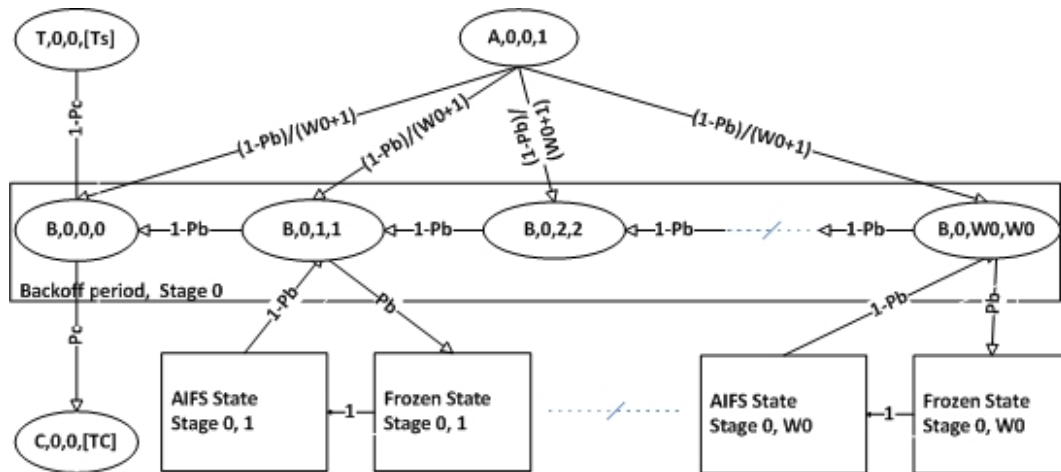 T,0,0,[Ts]
A,0,0,1
1-Pc
(1-Pb)/(W0+1)
(1-Pb)/(W0+1)
(1-Pb)/
(W0+1)
(1-Pb)/(W0+1)
B,0,0,0
1-Pb
B,0,1,1
1-Pb
B,0,2,2
1-Pb
1-Pb
B,0,W0,W0
Backoff period, Stage 0
Pc
1-Pb
Pb
1-Pb
Pb
AIFS State
Stage 0, 1
1
Frozen State
Stage 0, 1
AIFS State
Stage 0, W0
1
Frozen State
Stage 0, W0
C,0,0,[TC]